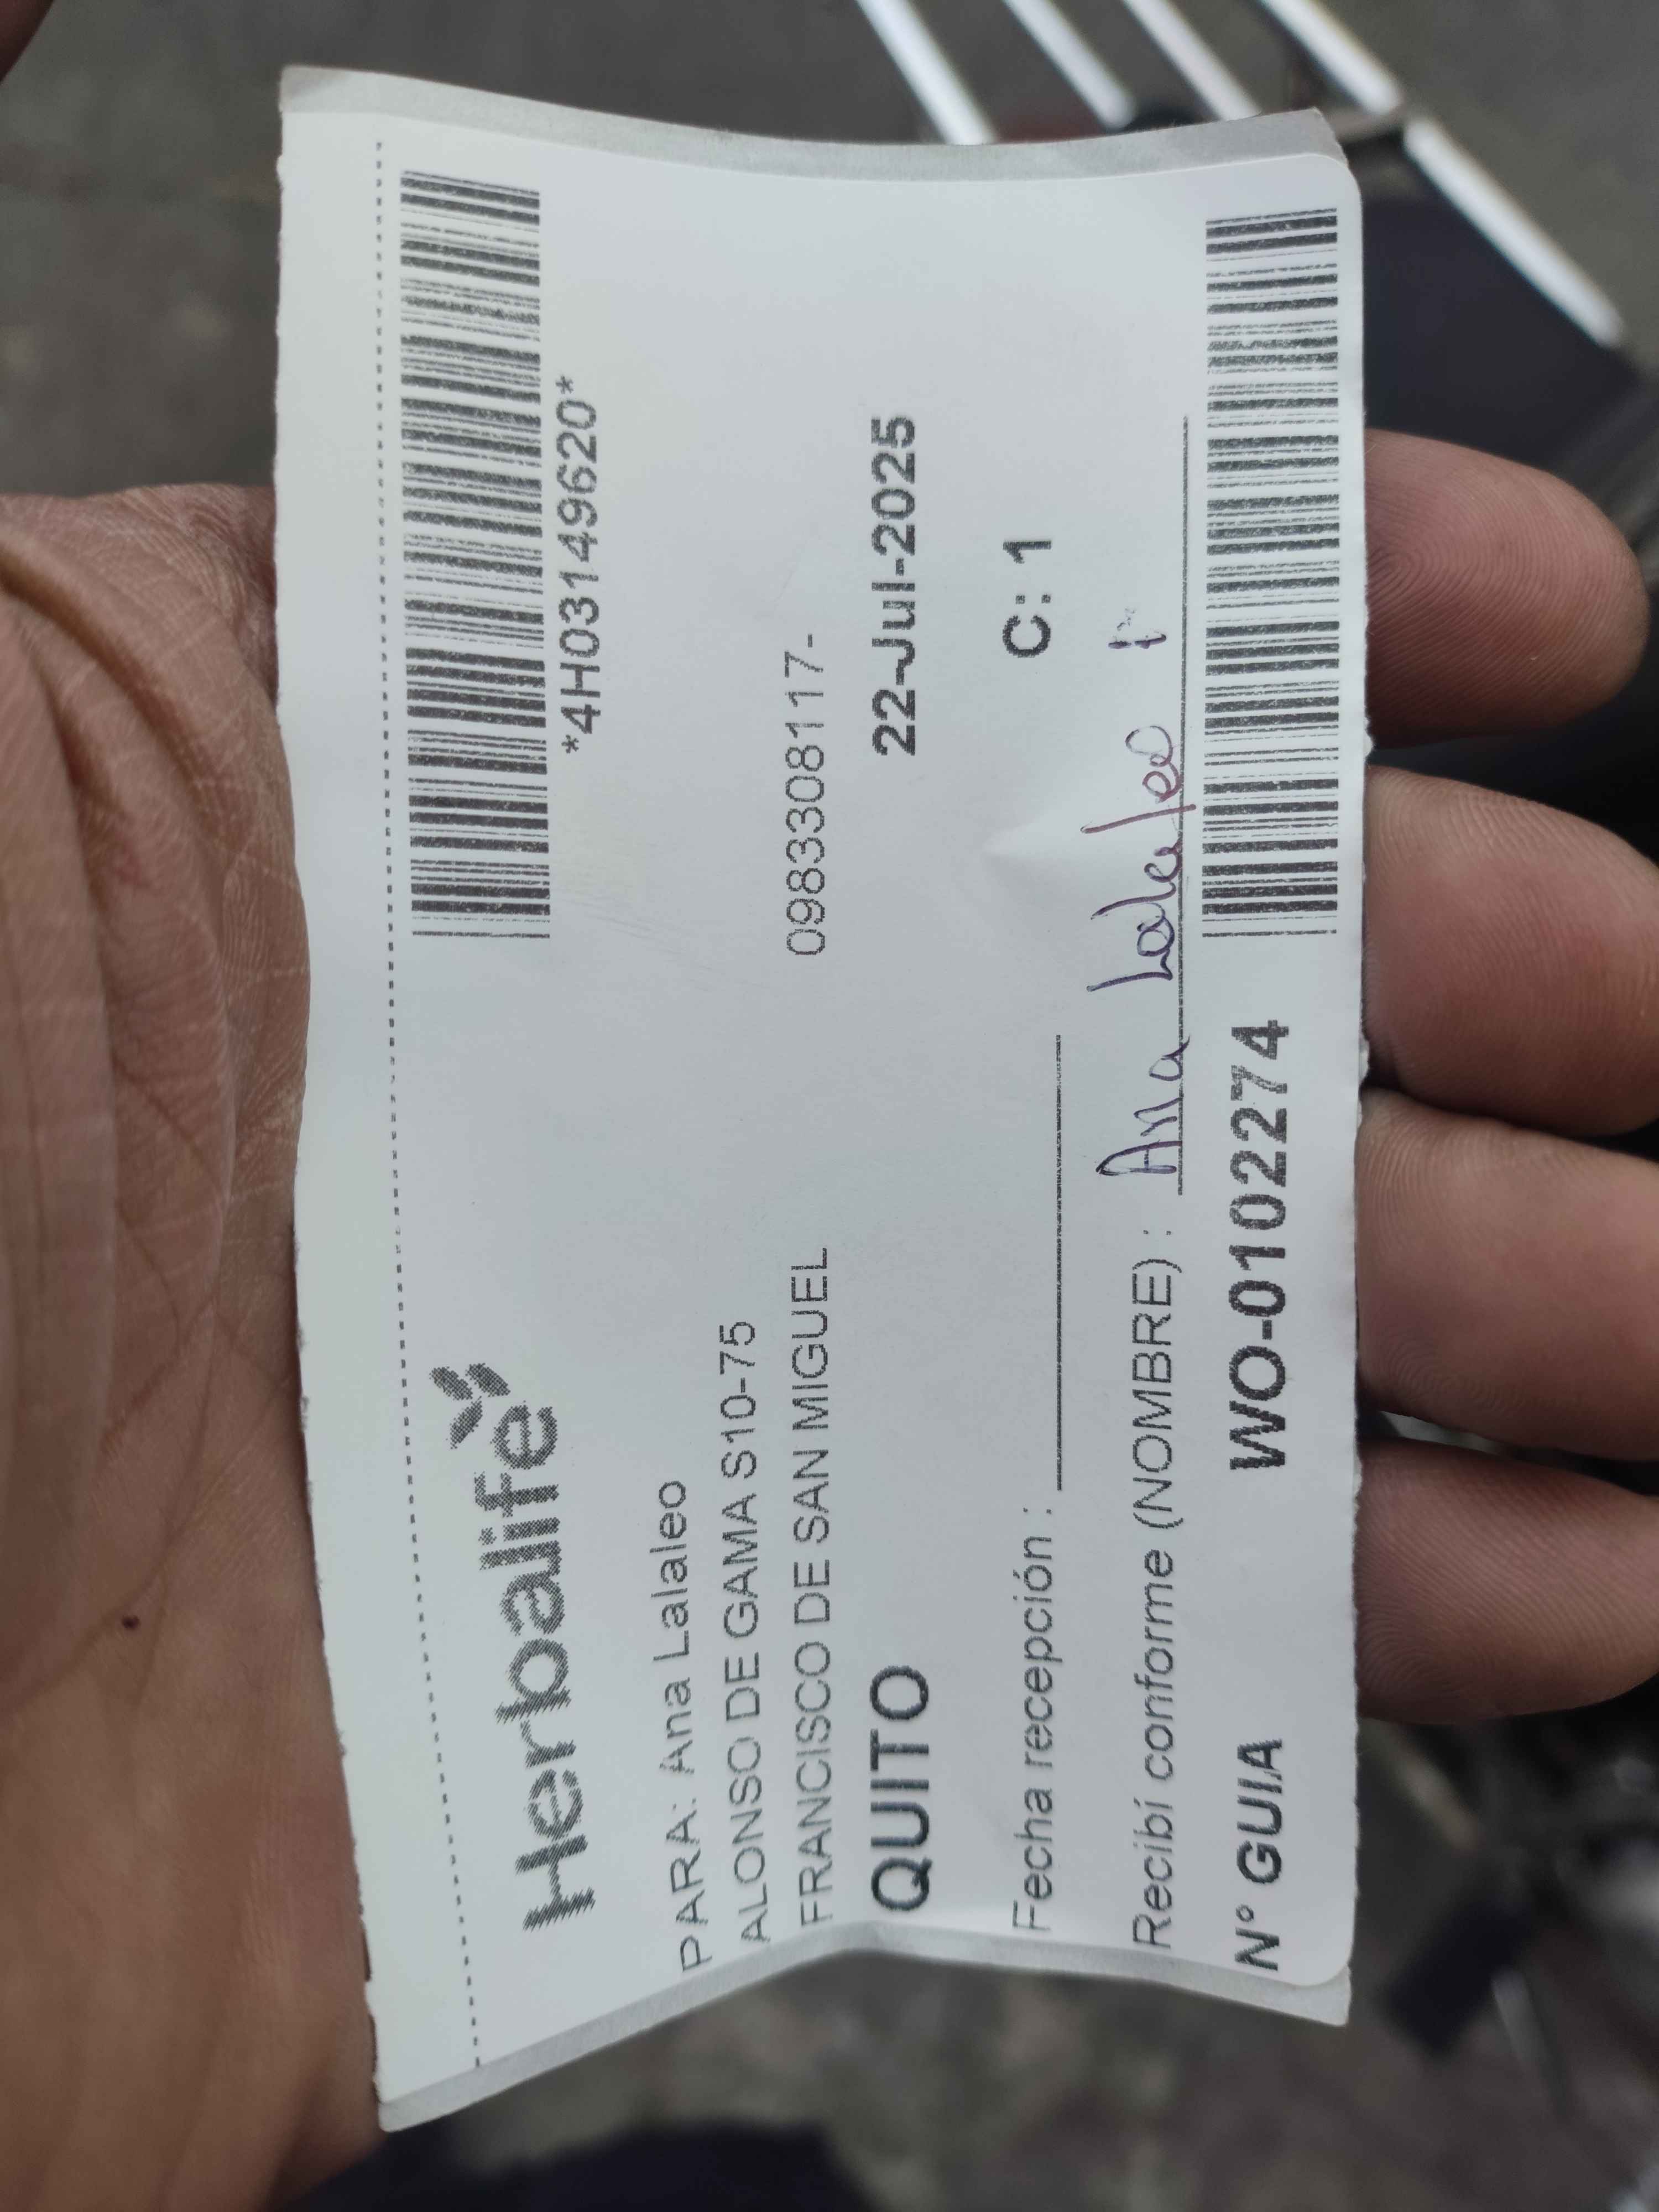 Herbalife
*4H03149620*
PARA: Ana Lalaleo
ALONSO DE GAMA S10-75
FRANCISCO DE SAN MIGUEL 0983308117-
QUITO 22-Jul-2025
Fecha recepción : C: 1
Recibí conforme (NOMBRE) : Ana Lalaleo
N° GUIA WO-0102274